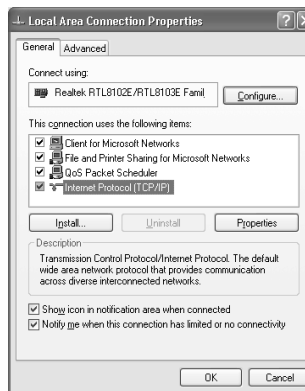 Local Area Connection Properties
General Advanced
Connect using:
Realtek RTL8102E/RTL8103E Famil
Configure...
This connection uses the following items:
Client for Microsoft Networks
File and Printer Sharing for Microsoft Networks
QoS Packet Scheduler
Internet Protocol (TCP/IP)
Install... Uninstall Properties
Description
Transmission Control Protocol/Internet Protocol. The default
wide area network protocol that provides communication
across diverse interconnected networks.
Show icon in notification area when connected
Notify me when this connection has limited or no connectivity
OK Cancel